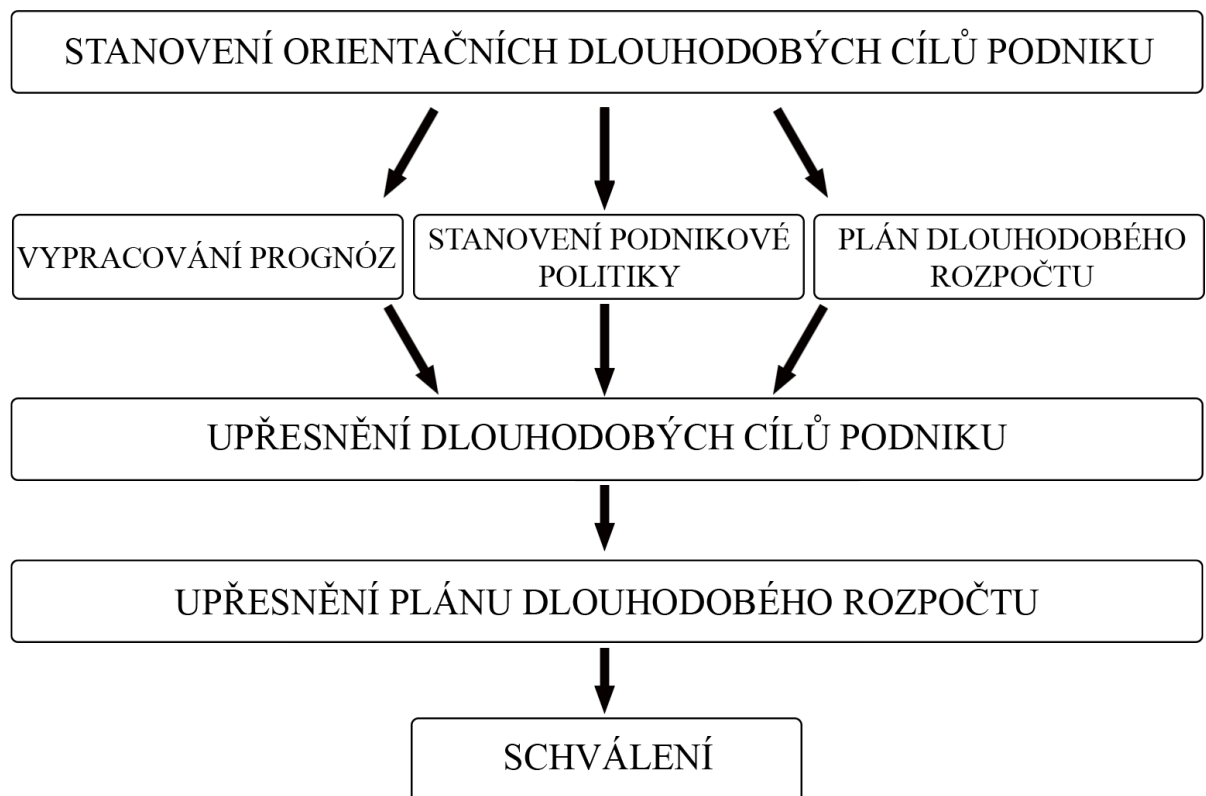 STANOVENÍ ORIENTAČNÍCH DLOUHODOBÝCH CÍLŮ PODNIKU
VYPRACOVÁNÍ PROGNÓZ
STANOVENÍ PODNIKOVÉ
POLITIKY
PLÁN DLOUHODOBÉHO
ROZPOČTU
UPŘESNĚNÍ DLOUHODOBÝCH CÍLŮ PODNIKU
UPŘESNĚNÍ PLÁNU DLOUHODOBÉHO ROZPOČTU
SCHVÁLENÍ